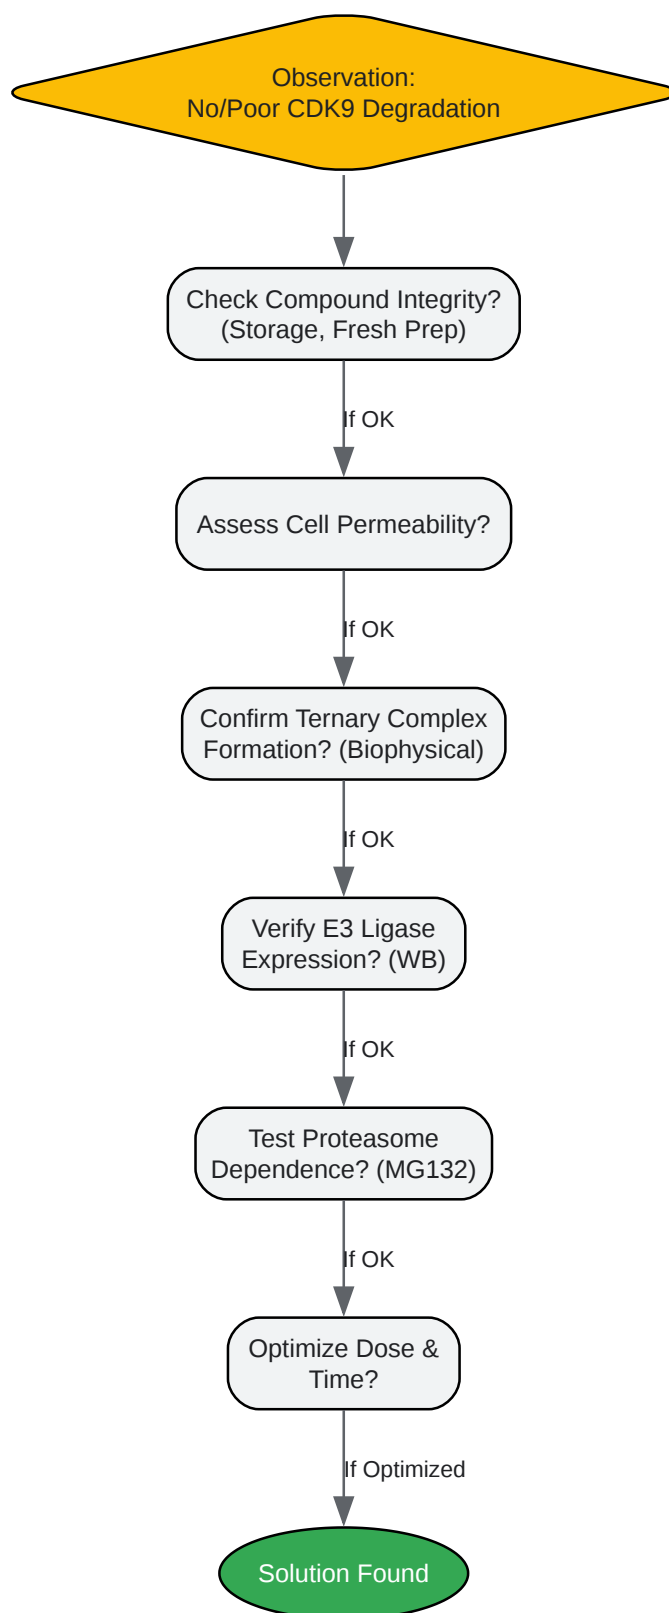 Observation:
No/Poor CDK9 Degradation
Check Compound Integrity?
(Storage, Fresh Prep)
If OK
Assess Cell Permeability?
If OK
Confirm Ternary Complex
Formation? (Biophysical)
If OK
Verify E3 Ligase
Expression? (WB)
If OK
Test Proteasome
Dependence? (MG132)
If OK
Optimize Dose &
Time?
If Optimized
Solution Found